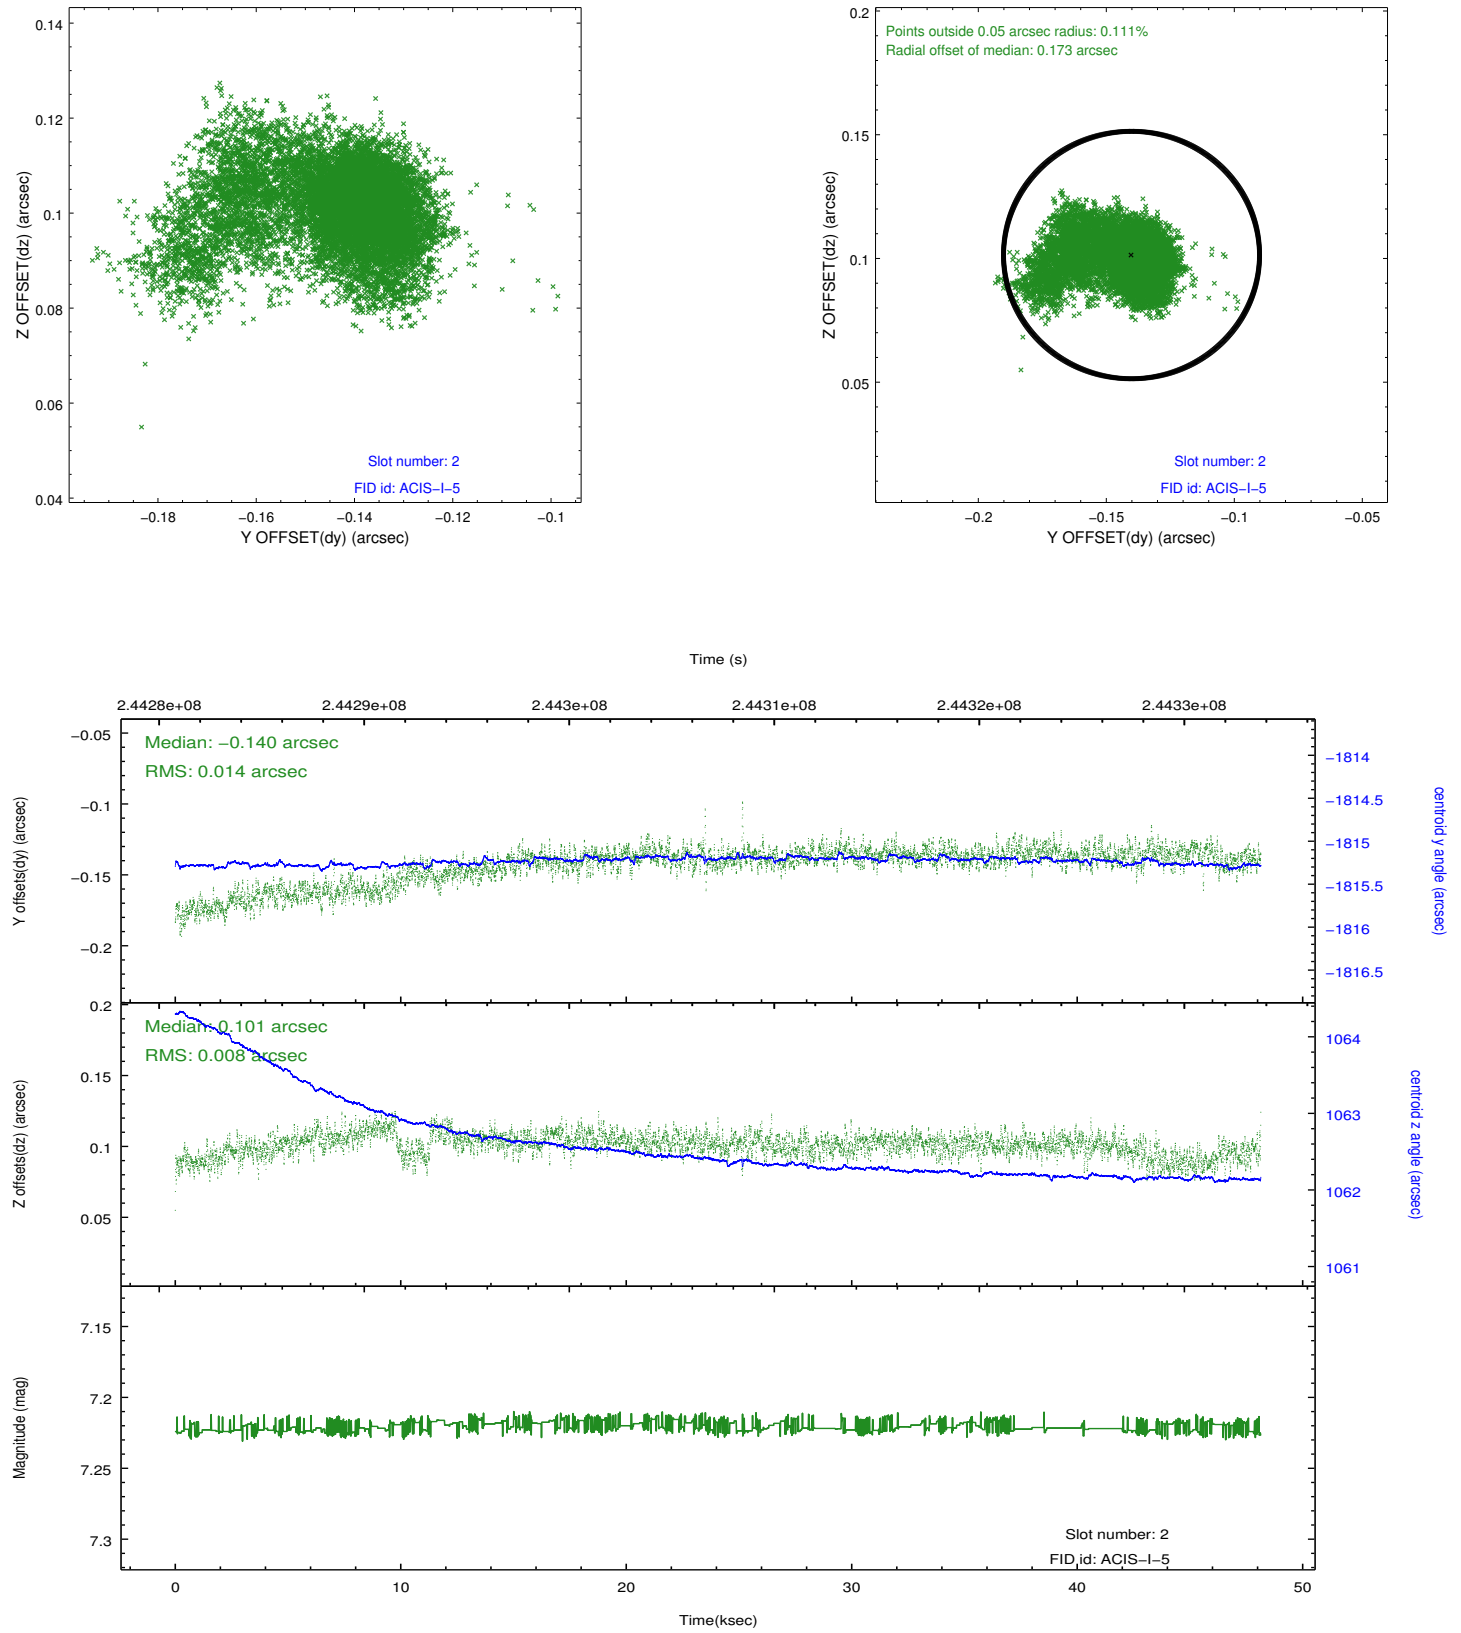 0.14
0.12
0.1
0.08
0.06
0.04
Z OFFSET(dz) (arcsec)
Slot number: 2
FID id: ACIS−I−5
−0.18
−0.16
−0.14
−0.12
−0.1
Y OFFSET(dy) (arcsec)
Points outside 0.05 arcsec radius: 0.111%
Radial offset of median: 0.173 arcsec
0.2
0.15
0.1
0.05
Z OFFSET(dz) (arcsec)
Slot number: 2
FID id: ACIS−I−5
−0.2
−0.15
−0.1
−0.05
Y OFFSET(dy) (arcsec)
Time (s)
2.4428e+08
2.4429e+08
2.443e+08
2.4431e+08
2.4432e+08
2.4433e+08
Median: −0.140 arcsec
RMS: 0.014 arcsec
−0.05
−0.1
−0.15
−0.2
Y offsets(dy) (arcsec)
−1814
−1814.5
−1815
−1815.5
−1816
−1816.5
centroid y angle (arcsec)
Median: 0.101 arcsec
RMS: 0.008 arcsec
0.2
0.15
0.1
0.05
Z offsets(dz) (arcsec)
1064
1063
1062
1061
centroid z angle (arcsec)
7.15
7.2
7.25
7.3
Magnitude (mag)
Slot number: 2
FID id: ACIS−I−5
0
10
20
30
40
50
Time(ksec)